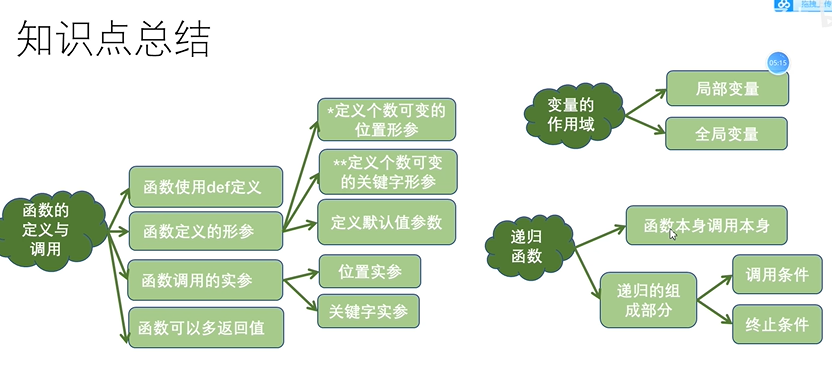 知识点总结
拖拽、传
05:15
函数的
定义与
调用
函数使用def定义
函数定义的形参
函数调用的实参
函数可以多返回值
*定义个数可变的
位置形参
**定义个数可变
的关键字形参
定义默认值参数
位置实参
关键字实参
变量的
作用域
局部变量
全局变量
递归
函数
函数本身调用本身
递归的组
成部分
调用条件
终止条件